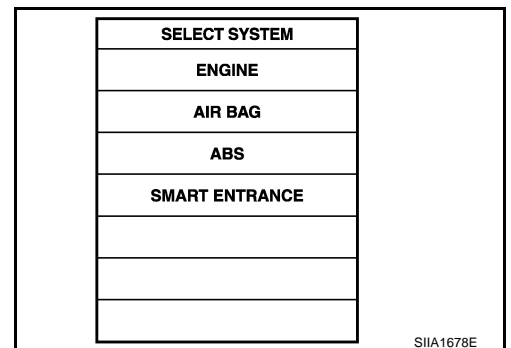 SELECT SYSTEM
ENGINE
AIR BAG
ABS
SMART ENTRANCE
SIIA1678E